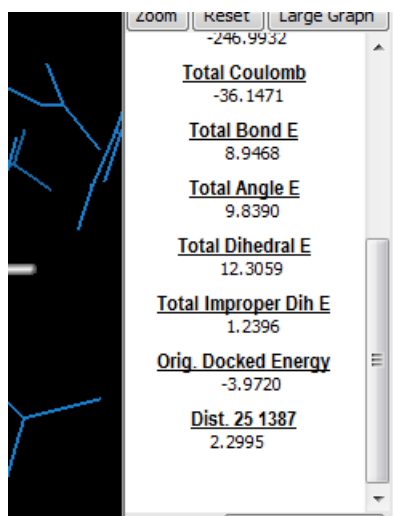 Zoom Reset Large Graph
-246.9932
Total Coulomb
-36.1471
Total Bond E
8.9468
Total Angle E
9.8390
Total Dihedral E
12.3059
Total Improper Dih E
1.2396
Orig. Docked Energy
-3.9720
Dist. 25 1387
2.2995